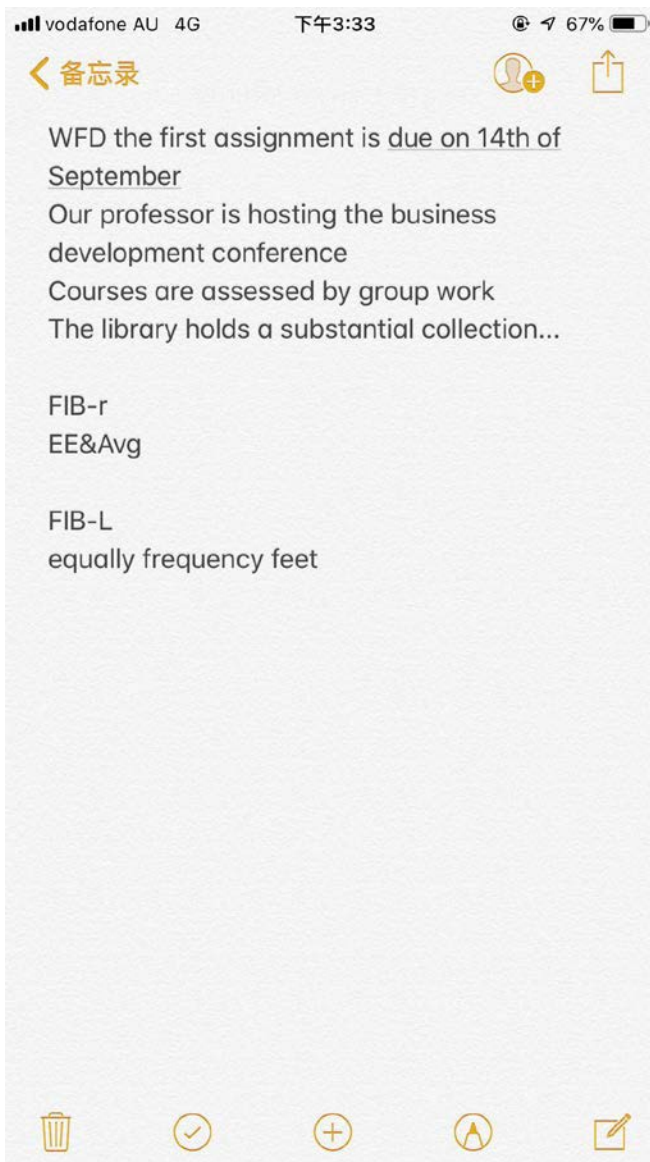 vodafone AU 4G 下午3:33 67%
备忘录
WFD the first assignment is due on 14th of
September
Our professor is hosting the business
development conference
Courses are assessed by group work
The library holds a substantial collection...
FIB-r
EE&Avg
FIB-L
equally frequency feet